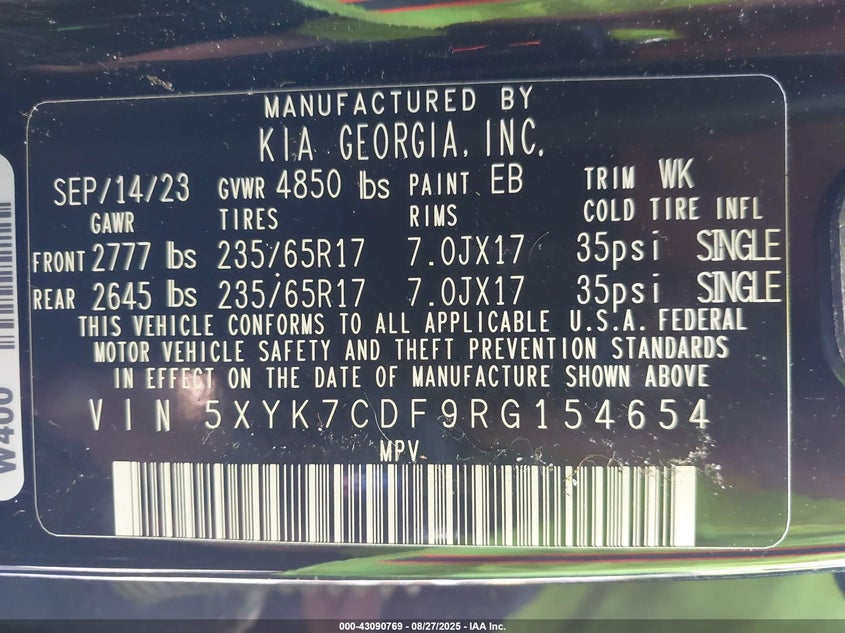 MANUFACTURED BY
KIA GEORGIA, INC.
SEP/14/23 GVWR 4850 lbs PAINT EB TRIM WK
GAWR TIRES RIMS COLD TIRE INFL
FRONT 2777 lbs 235/65R17 7.0JX17 35psi SINGLE
REAR 2645 lbs 235/65R17 7.0JX17 35psi SINGLE
THIS VEHICLE CONFORMS TO ALL APPLICABLE U.S.A. FEDERAL
MOTOR VEHICLE SAFETY AND THEFT PREVENTION STANDARDS
IN EFFECT ON THE DATE OF MANUFACTURE SHOWN ABOVE
VIN 5XYK7CDF9RG154654
MPV
W400
000-43090769 | 08/27/2025 - IAA Inc.